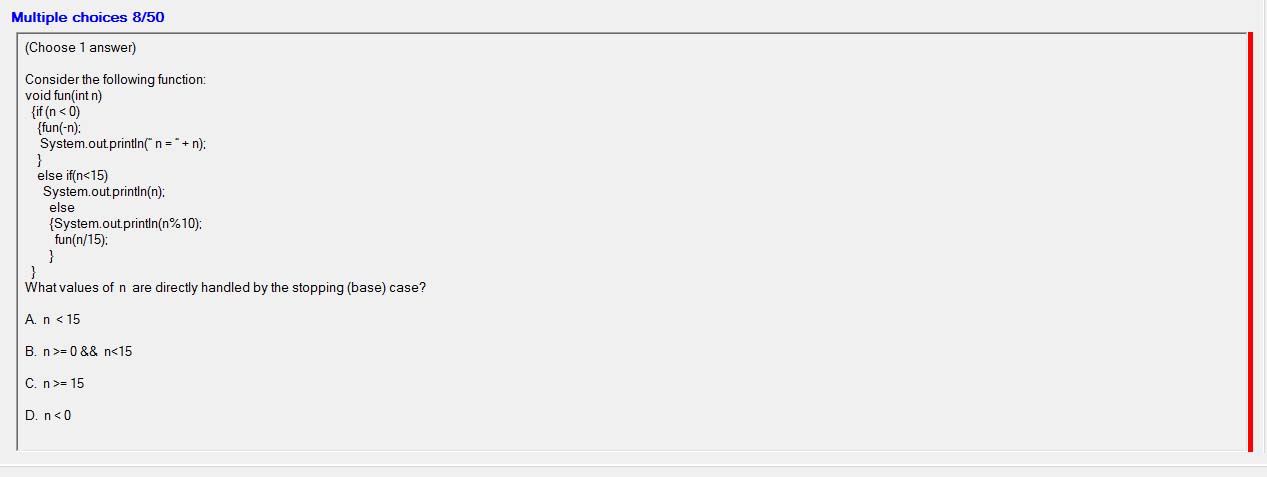 Multiple choices 8/50
(Choose 1 answer)
Consider the following function:
void fun(int n)
{if (n < 0)
{fun(-n);
System.out.println(“ n = “ + n);
}
else if(n<15)
System.out.println(n);
else
{System.out.println(n%10);
fun(n/15);
}
}
What values of n are directly handled by the stopping (base) case?
A. n < 15
B. n >= 0 && n<15
C. n >= 15
D. n < 0